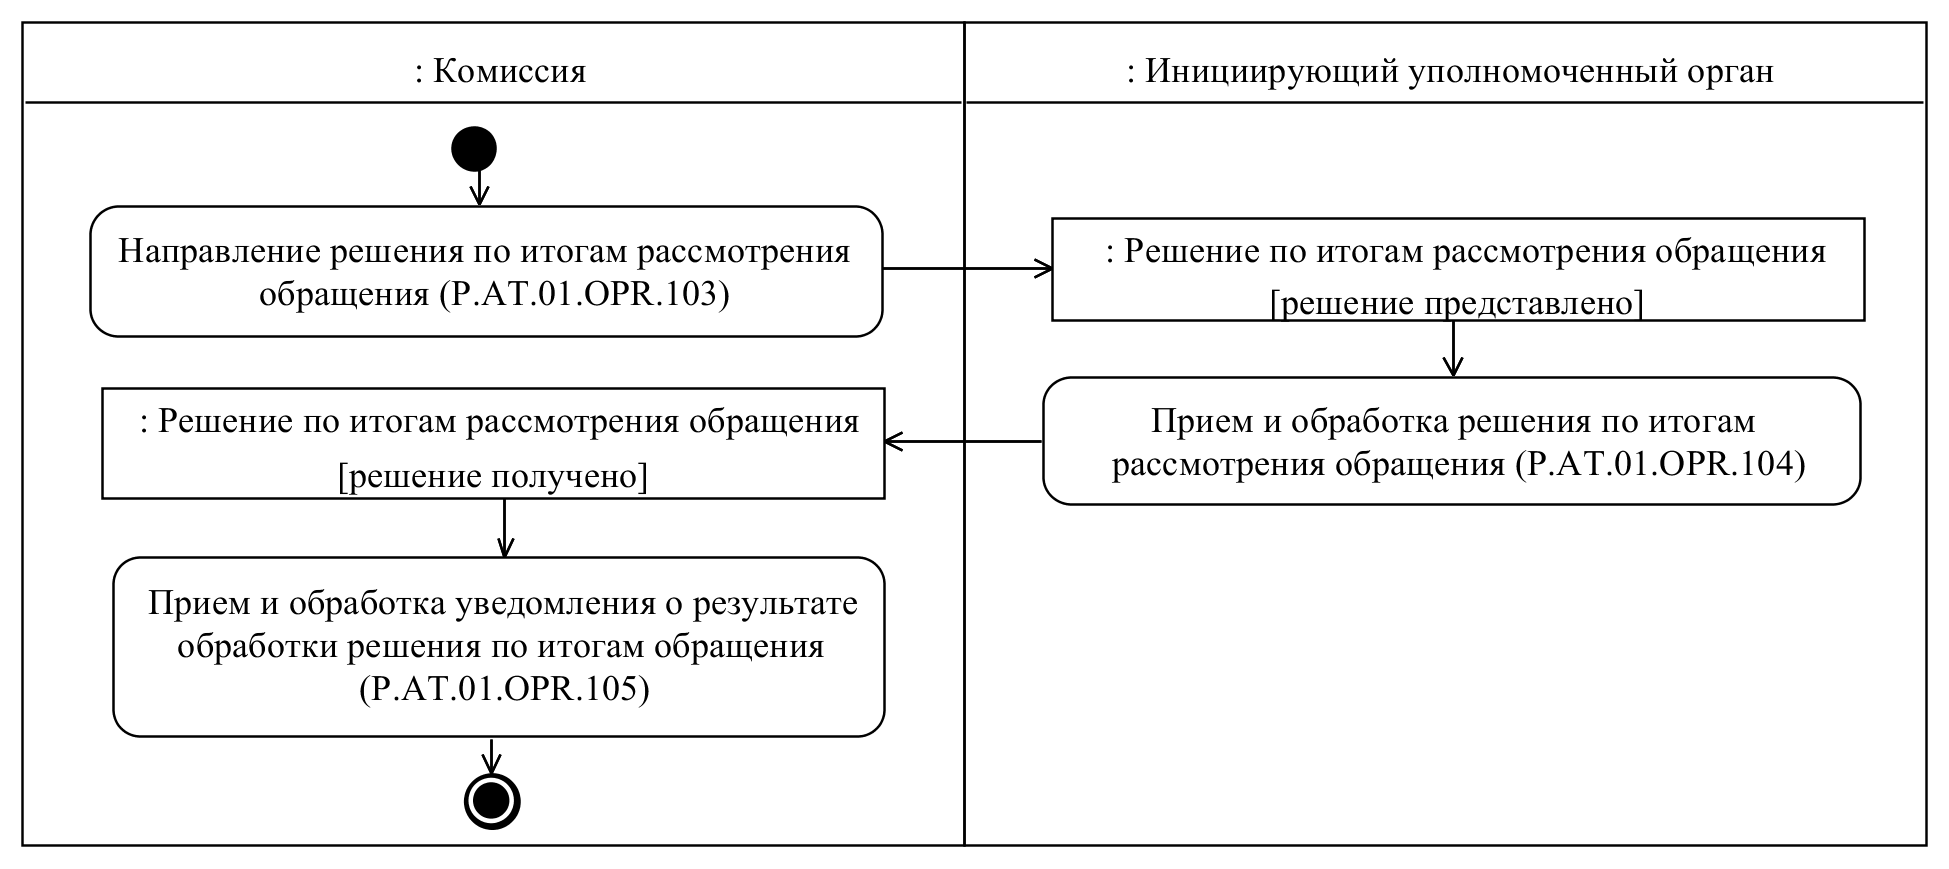 : Комиссия
: Инициирующий уполномоченный орган
Направление решения по итогам рассмотрения
обращения (P.AT.01.OPR.103)
: Решение по итогам рассмотрения обращения
[решение представлено]
: Решение по итогам рассмотрения обращения
[решение получено]
Прием и обработка решения по итогам
рассмотрения обращения (P.AT.01.OPR.104)
Прием и обработка уведомления о результате
обработки решения по итогам обращения
(P.AT.01.OPR.105)